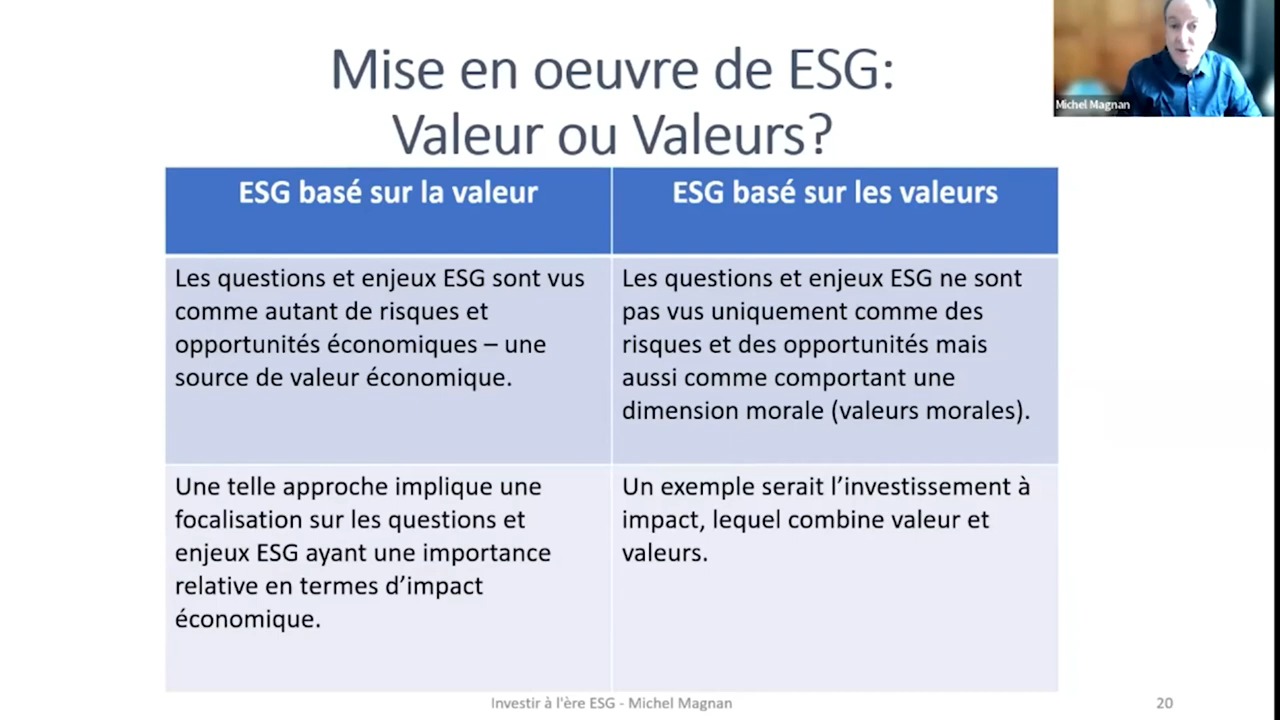 Mise en oeuvre de ESG:
Valeur ou Valeurs?
Michel Magnan
ESG basé sur la valeur
ESG basé sur les valeurs
Les questions et enjeux ESG sont vus
comme autant de risques et
opportunités économiques – une
source de valeur économique.
Les questions et enjeux ESG ne sont
pas vus uniquement comme des
risques et des opportunités mais
aussi comme comportant une
dimension morale (valeurs morales).
Une telle approche implique une
focalisation sur les questions et
enjeux ESG ayant une importance
relative en termes d’impact
économique.
Un exemple serait l’investissement à
impact, lequel combine valeur et
valeurs.
Investir à l'ère ESG - Michel Magnan
20